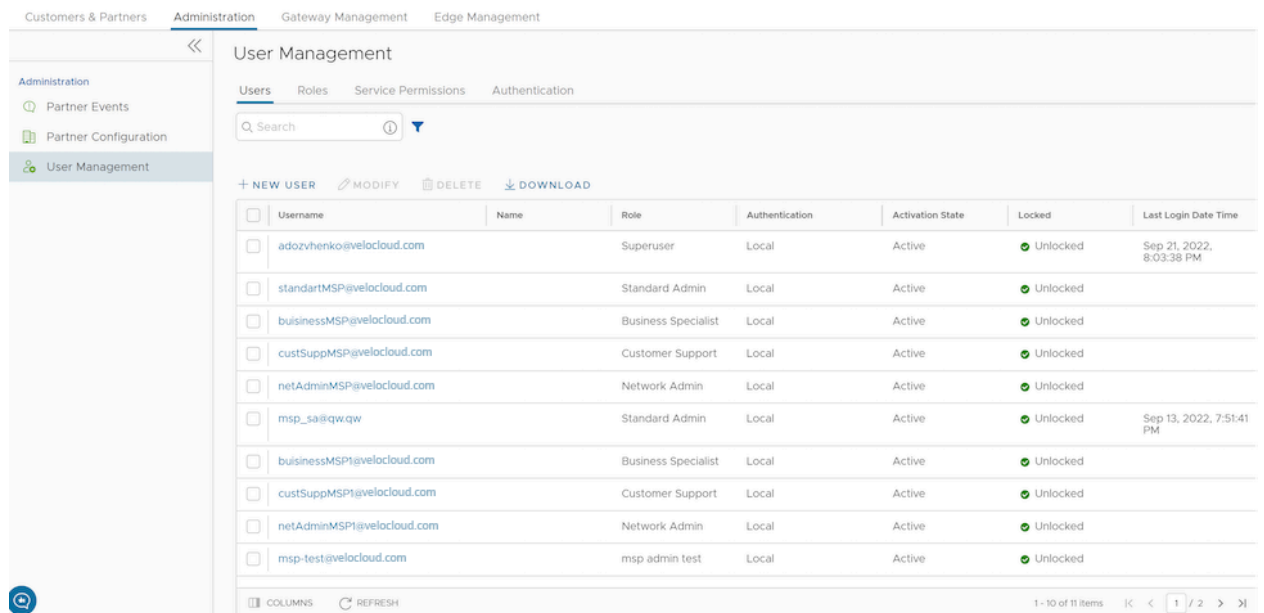 Customers & Partners Administration Gateway Management Edge Management
User Management
Administration
Users Roles Service Permissions Authentication
Partner Events
Search
Partner Configuration
User Management
+ NEW USER MODIFY DELETE DOWNLOAD
Username Name Role Authentication Activation State Locked Last Login Date Time
adozvhenko@velocloud.com Superuser Local Active Unlocked Sep 21, 2022,
8:03:38 PM
standartMSP@velocloud.com Standard Admin Local Active Unlocked
buisinessMSP@velocloud.com Business Specialist Local Active Unlocked
custSuppMSP@velocloud.com Customer Support Local Active Unlocked
netAdminMSP@velocloud.com Network Admin Local Active Unlocked
msp_sa@qw.qw Standard Admin Local Active Unlocked Sep 13, 2022, 7:51:41
PM
buisinessMSP1@velocloud.com Business Specialist Local Active Unlocked
custSuppMSP1@velocloud.com Customer Support Local Active Unlocked
netAdminMSP1@velocloud.com Network Admin Local Active Unlocked
msp-test@velocloud.com msp admin test Local Active Unlocked
COLUMNS REFRESH 1 - 10 of 11 items 1 / 2